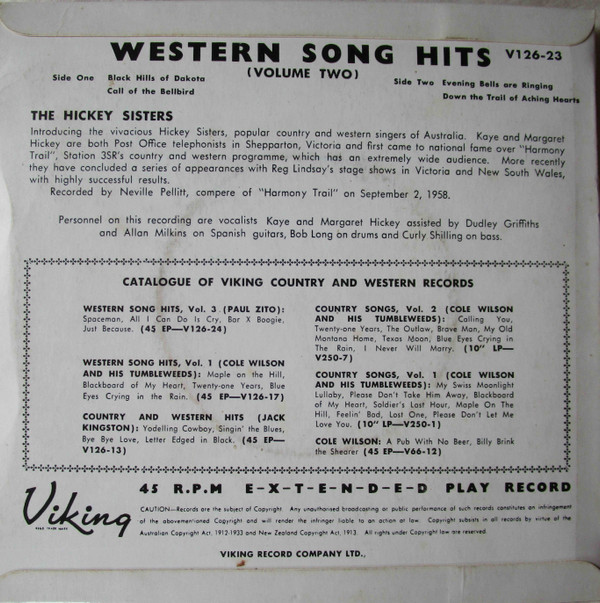 WESTERN SONG HITS V126-23
(VOLUME TWO)
Side One Black Hills of Dakota
Call of the Bellbird
Side Two Evening Bells are Ringing
Down the Trail of Aching Hearts
THE HICKEY SISTERS
Introducing the vivacious Hickey Sisters, popular country and western singers of Australia. Kaye and Margaret
Hickey are both Post Office telephonists in Shepparton, Victoria and first came to national fame over "Harmony
Trail", Station 3SR's country and western programme, which has an extremely wide audience. More recently
they have concluded a series of appearances with Reg Lindsay's stage shows in Victoria and New South Wales,
with highly successful results.
Recorded by Neville Pellitt, compere of "Harmony Trail" on September 2, 1958.
Personnel on this recording are vocalists Kaye and Margaret Hickey assisted by Dudley Griffiths
and Allan Milkins on Spanish guitars, Bob Long on drums and Curly Shilling on bass.
CATALOGUE OF VIKING COUNTRY AND WESTERN RECORDS
WESTERN SONG HITS, Vol. 3 (PAUL ZITO):
Spaceman, All I Can Do Is Cry, Bar X Boogie,
Just Because. (45 EP—V126-24)
WESTERN SONG HITS, Vol. 1 (COLE WILSON
AND HIS TUMBLEWEEDS): Maple on the Hill,
Blackboard of My Heart, Twenty-one Years, Blue
Eyes Crying in the Rain. (45 EP—V126-17)
COUNTRY AND WESTERN HITS (JACK
KINGSTON): Yodelling Cowboy, Singin' the Blues,
Bye Bye Love, Letter Edged in Black. (45 EP—
V126-13)
COUNTRY SONGS, Vol. 2 (COLE WILSON
AND HIS TUMBLEWEEDS): Calling You,
Twenty-one Years, The Outlaw, Brave Man, My Old
Montana Home, Texas Moon, Blue Eyes Crying in
The Rain, I Never Will Marry. (10" LP—
V250-7)
COUNTRY SONGS, Vol. 1 (COLE WILSON
AND HIS TUMBLEWEEDS): My Swiss Moonlight
Lullaby, Please Don't Take Him Away, Blackboard
of My Heart, Soldier's Last Hour, Maple On The
Hill, Feelin' Bad, Lost One, Please Don't Let Me
Love You. (10" LP—V250-1)
COLE WILSON: A Pub With No Beer, Billy Brink
the Shearer (45 EP—V66-12)
Viking
TRADE MARK
45 R.P.M E-X-T-E-N-D-E-D PLAY RECORD
CAUTION—Records are the subject of Copyright. Any unauthorised broadcasting or public performance of such records constitutes an infringement
of the abovementioned Copyright and will render the infringer liable to an action at law. Copyright subsists in all records by virtue of the
Australian Copyright Act, 1912-1933 and New Zealand Copyright Act, 1913. All rights under Copyright law are reserved.
VIKING RECORD COMPANY LTD.,